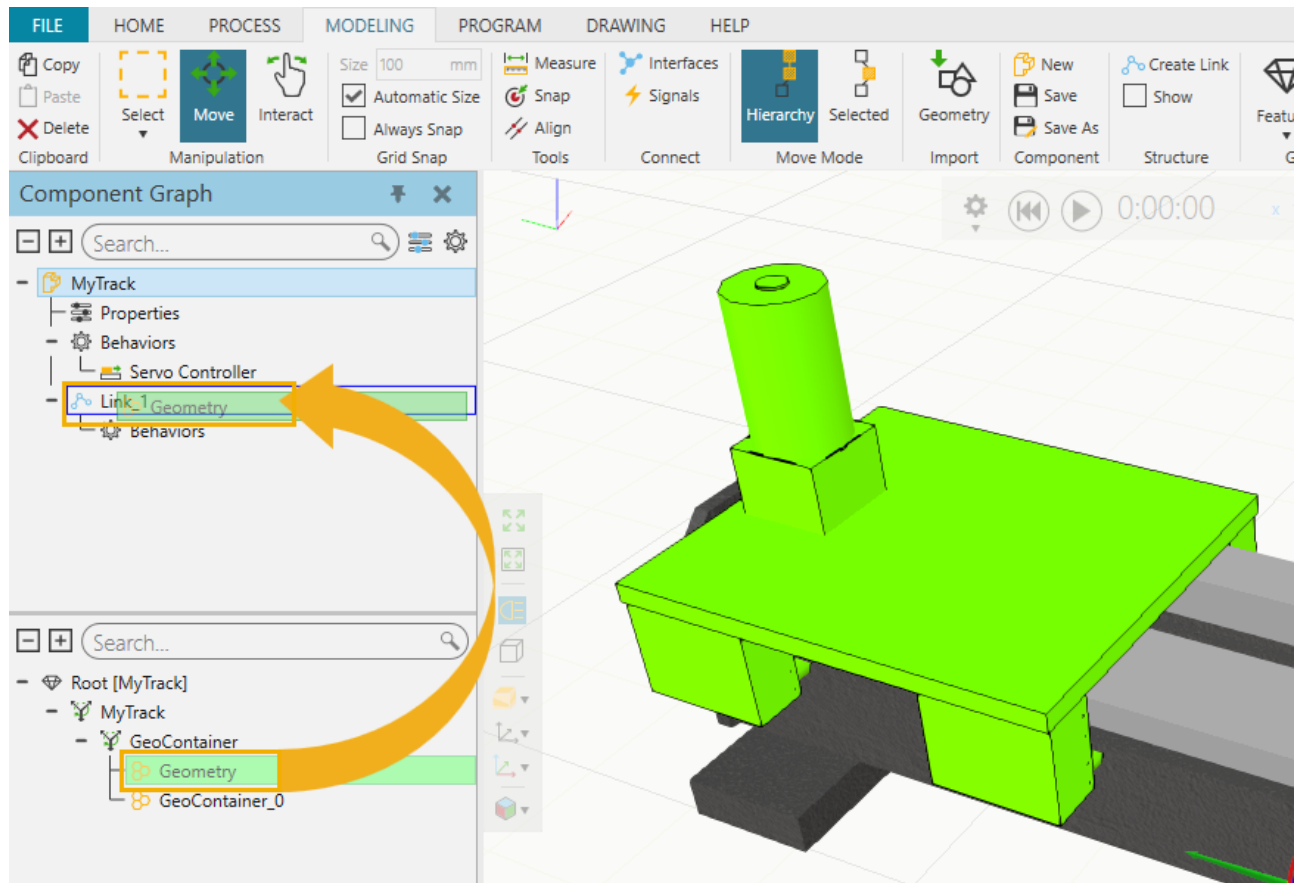 FILE HOME PROCESS MODELING PROGRAM DRAWING HELP
Copy
Paste
Delete
Clipboard
Select Move Interact
Manipulation
Size 100 mm
Automatic Size
Always Snap
Grid Snap
Measure
Snap
Align
Tools
Interfaces
Signals
Connect
Hierarchy Selected
Move Mode
Geometry
Import
New
Save
Save As
Component
Create Link
Show
Structure
Featu
G
Component Graph
Search...
MyTrack
Properties
Behaviors
Servo Controller
Link_1 Geometry
Behaviors
0:00:00 x
Search...
Root [MyTrack]
MyTrack
GeoContainer
Geometry
GeoContainer_0